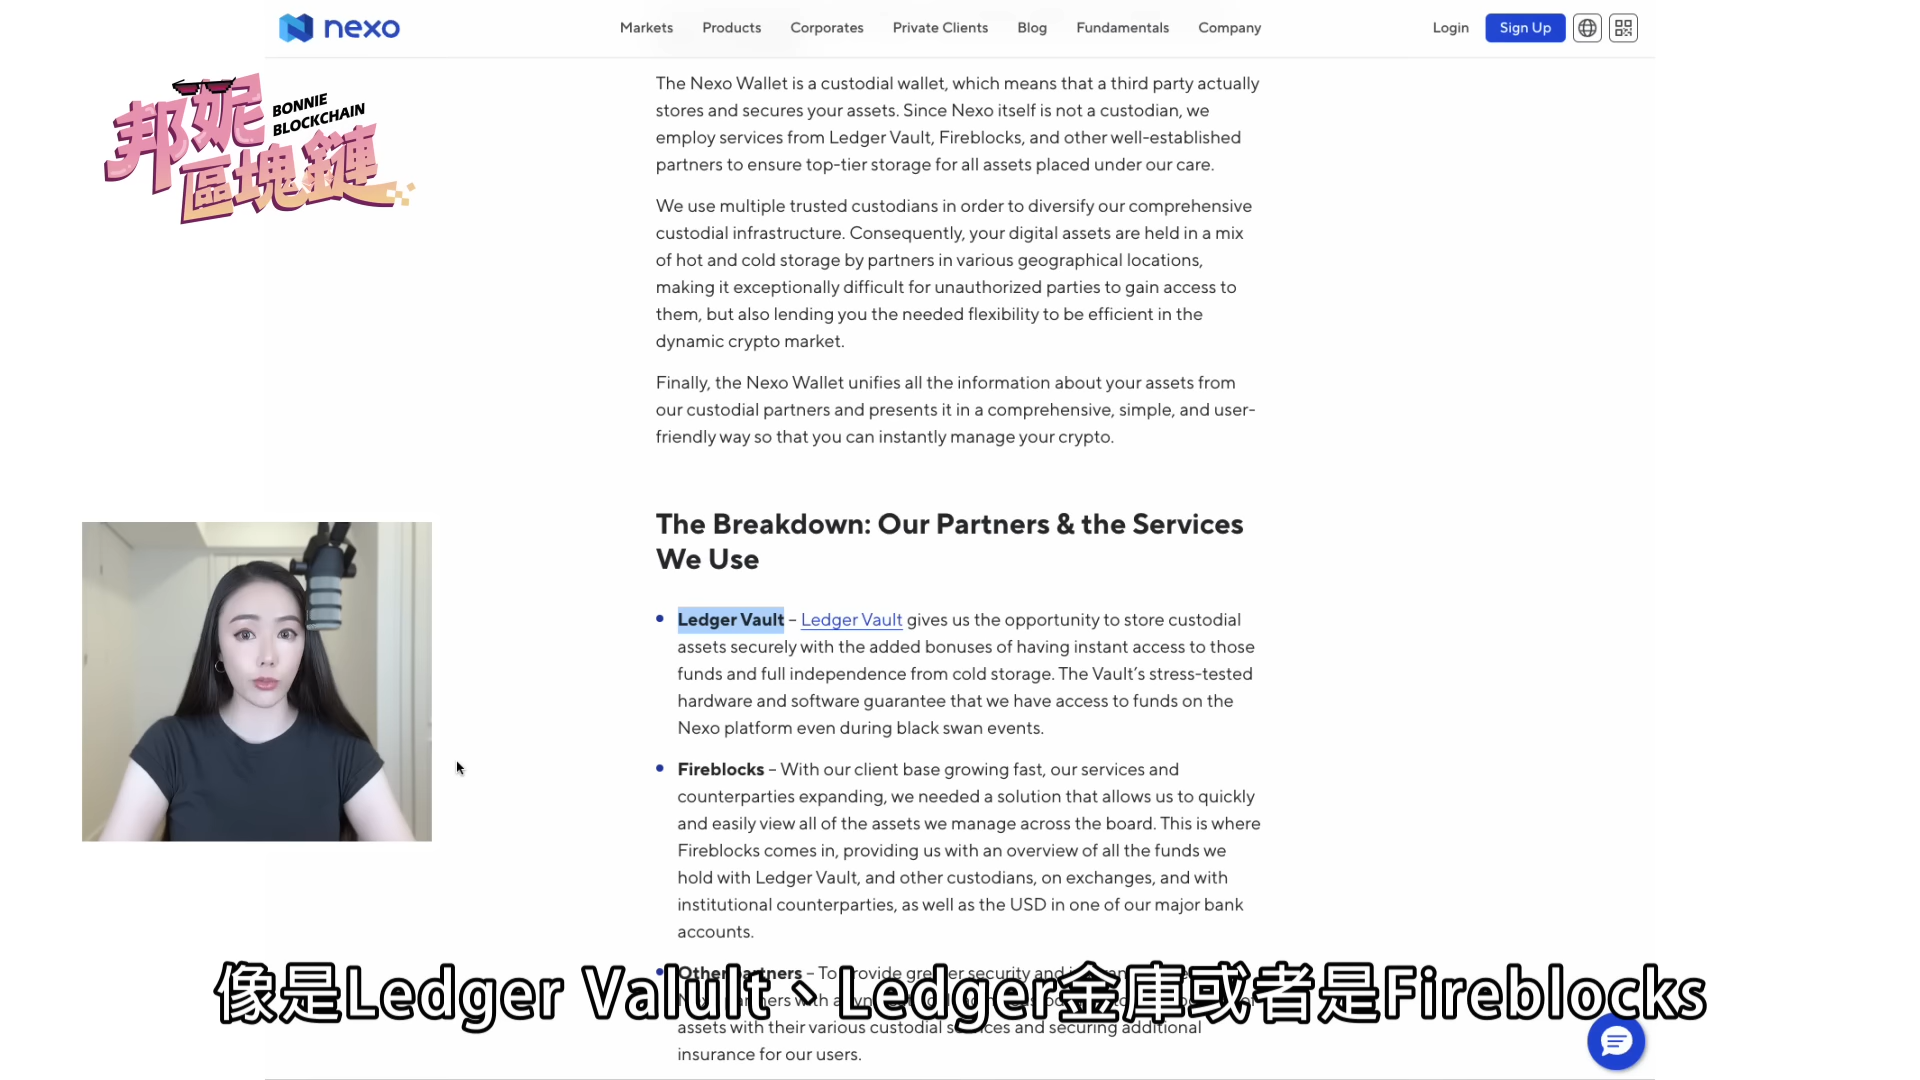 nexo
Markets Products Corporates Private Clients Blog Fundamentals Company
Login Sign Up
邦妮
區塊鏈
BONNIE
BLOCKCHAIN
The Nexo Wallet is a custodial wallet, which means that a third party actually
stores and secures your assets. Since Nexo itself is not a custodian, we
employ services from Ledger Vault, Fireblocks, and other well-established
partners to ensure top-tier storage for all assets placed under our care.
We use multiple trusted custodians in order to diversify our comprehensive
custodial infrastructure. Consequently, your digital assets are held in a mix
of hot and cold storage by partners in various geographical locations,
making it exceptionally difficult for unauthorized parties to gain access to
them, but also lending you the needed flexibility to be efficient in the
dynamic crypto market.
Finally, the Nexo Wallet unifies all the information about your assets from
our custodial partners and presents it in a comprehensive, simple, and user-
friendly way so that you can instantly manage your crypto.
The Breakdown: Our Partners & the Services
We Use
Ledger Vault – Ledger Vault gives us the opportunity to store custodial
assets securely with the added bonuses of having instant access to those
funds and full independence from cold storage. The Vault’s stress-tested
hardware and software guarantee that we have access to funds on the
Nexo platform even during black swan events.
Fireblocks – With our client base growing fast, our services and
counterparties expanding, we needed a solution that allows us to quickly
and easily view all of the assets we manage across the board. This is where
Fireblocks comes in, providing us with an overview of all the funds we
hold with Ledger Vault, and other custodians, on exchanges, and with
institutional counterparties, as well as the USD in one of our major bank
accounts.
Other partners – To provide greater security and
像是Ledger Valult、Ledger金庫或者是Fireblocks
assets with their various custodial services and securing additional
insurance for our users.